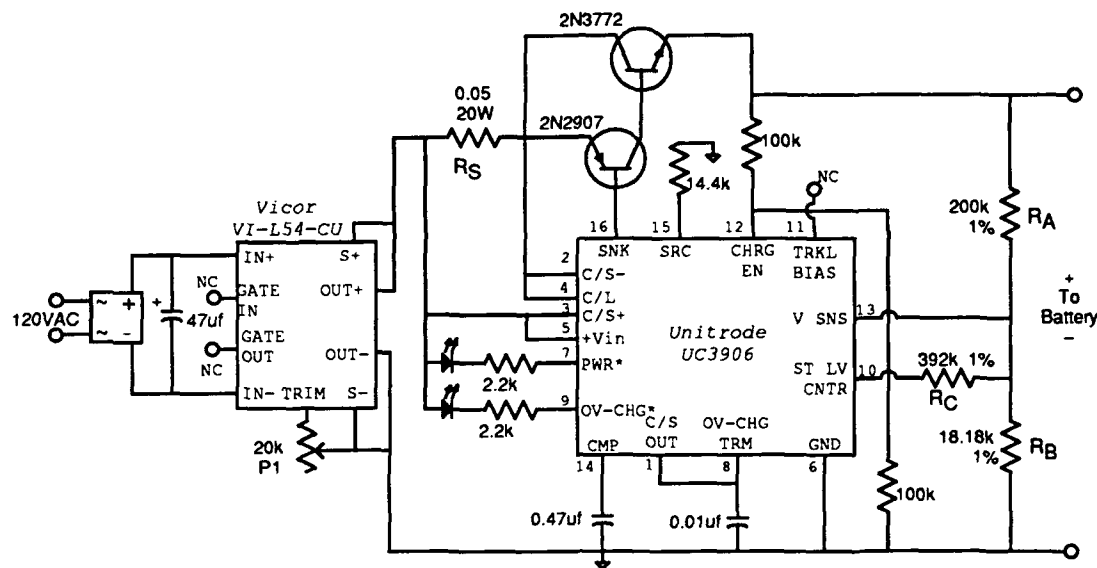 2N3772
0.05
20W
RS
2N2907
100k
14.4k
NC
200k
1%
RA
Vicor
VI-L54-CU
16
15
12
11
SNK
SRC
CHRG
EN
TRKL
BIAS
IN+
S+
NC
GATE
IN
OUT+
120VAC
~
~
+
-
+
47uf
GATE
OUT
NC
OUT-
IN-
TRIM
S-
20k
P1
2
C/S-
4
C/L
3
C/S+
5
+Vin
7
PWR*
2.2k
9
OV-CHG*
2.2k
Unitrode
UC3906
V SNS
13
ST LV
CNTR
10
392k 1%
RC
+
To
Battery
-
18.18k
1%
RB
C/S
OUT
OV-CHG
TRM
CMP
GND
14
1
8
6
100k
0.47uf
0.01uf